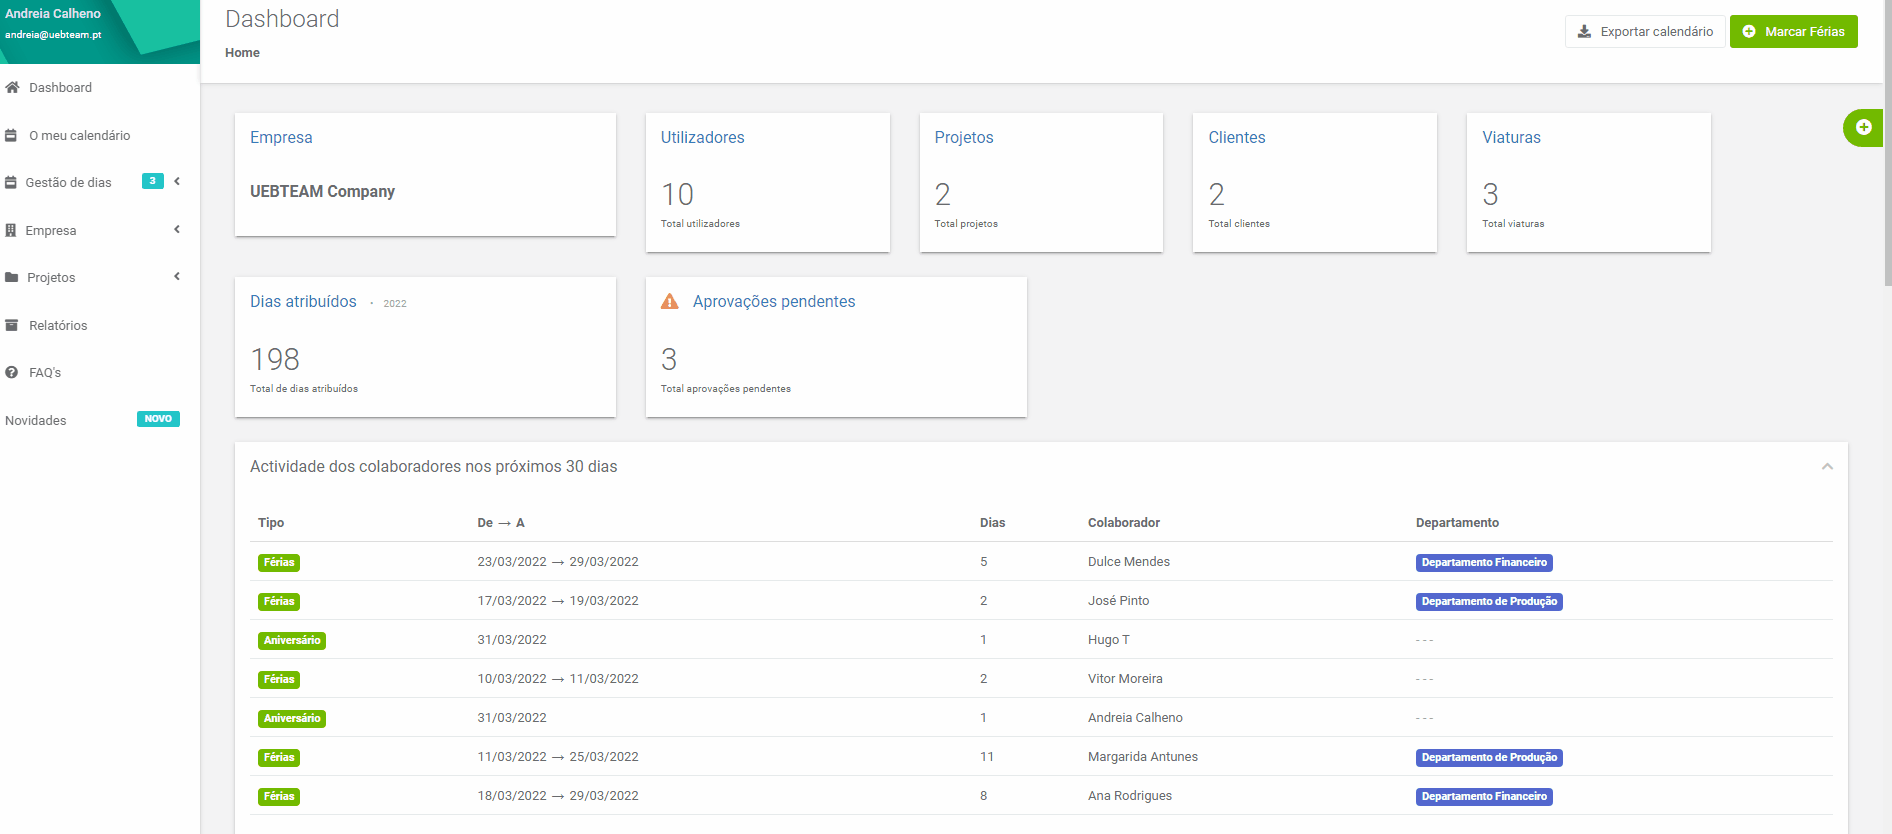 Andreia Calheno
andreia@uebteam.pt
Dashboard
O meu calendário
Gestão de dias 3
Empresa
Projetos
Relatórios
FAQ's
Novidades NOVO
Dashboard
Home
Exportar calendário Marcar Férias
Empresa
UEBTEAM Company
Utilizadores
10
Total utilizadores
Projetos
2
Total projetos
Clientes
2
Total clientes
Viaturas
3
Total viaturas
Dias atribuídos · 2022
198
Total de dias atribuídos
Aprovações pendentes
3
Total aprovações pendentes
Actividade dos colaboradores nos próximos 30 dias
Tipo De → A Dias Colaborador Departamento
Férias 23/03/2022 → 29/03/2022 5 Dulce Mendes Departamento Financeiro
Férias 17/03/2022 → 19/03/2022 2 José Pinto Departamento de Produção
Aniversário 31/03/2022 1 Hugo T ---
Férias 10/03/2022 → 11/03/2022 2 Vitor Moreira ---
Aniversário 31/03/2022 1 Andreia Calheno ---
Férias 11/03/2022 → 25/03/2022 11 Margarida Antunes Departamento de Produção
Férias 18/03/2022 → 29/03/2022 8 Ana Rodrigues Departamento Financeiro